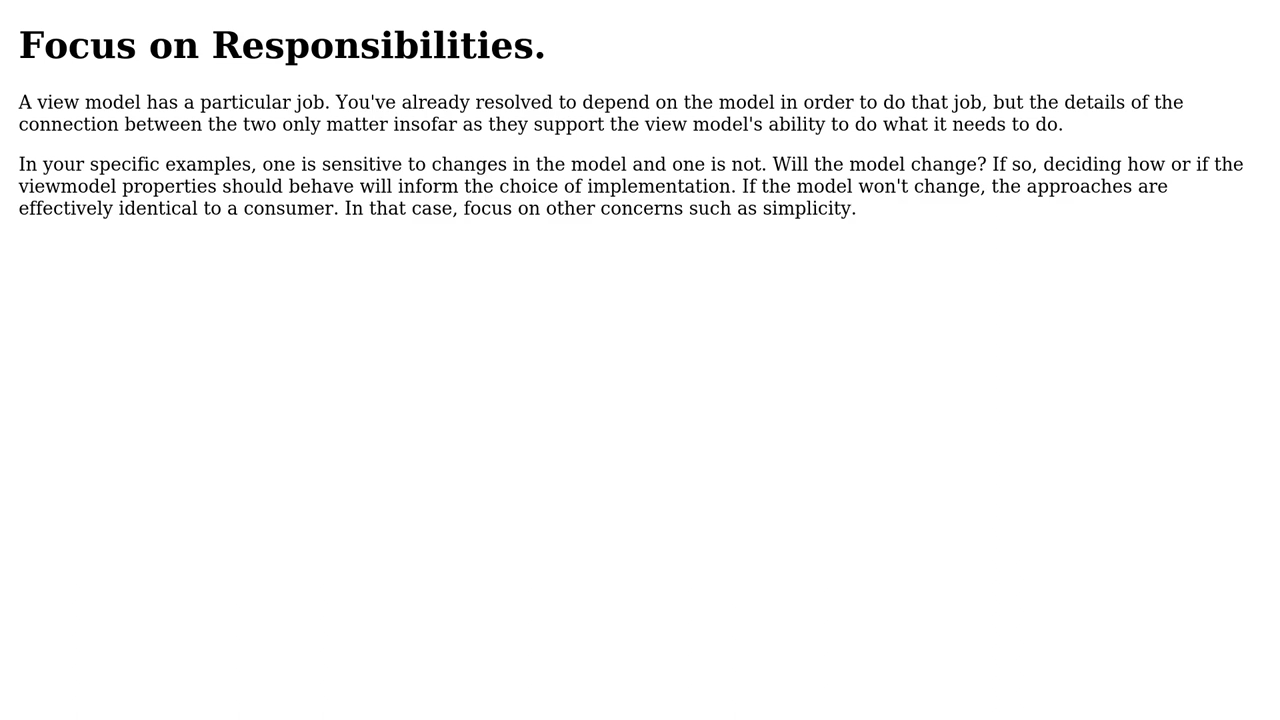 Focus on Responsibilities.
A view model has a particular job. You've already resolved to depend on the model in order to do that job, but the details of the
connection between the two only matter insofar as they support the view model's ability to do what it needs to do.
In your specific examples, one is sensitive to changes in the model and one is not. Will the model change? If so, deciding how or if the
viewmodel properties should behave will inform the choice of implementation. If the model won't change, the approaches are
effectively identical to a consumer. In that case, focus on other concerns such as simplicity.